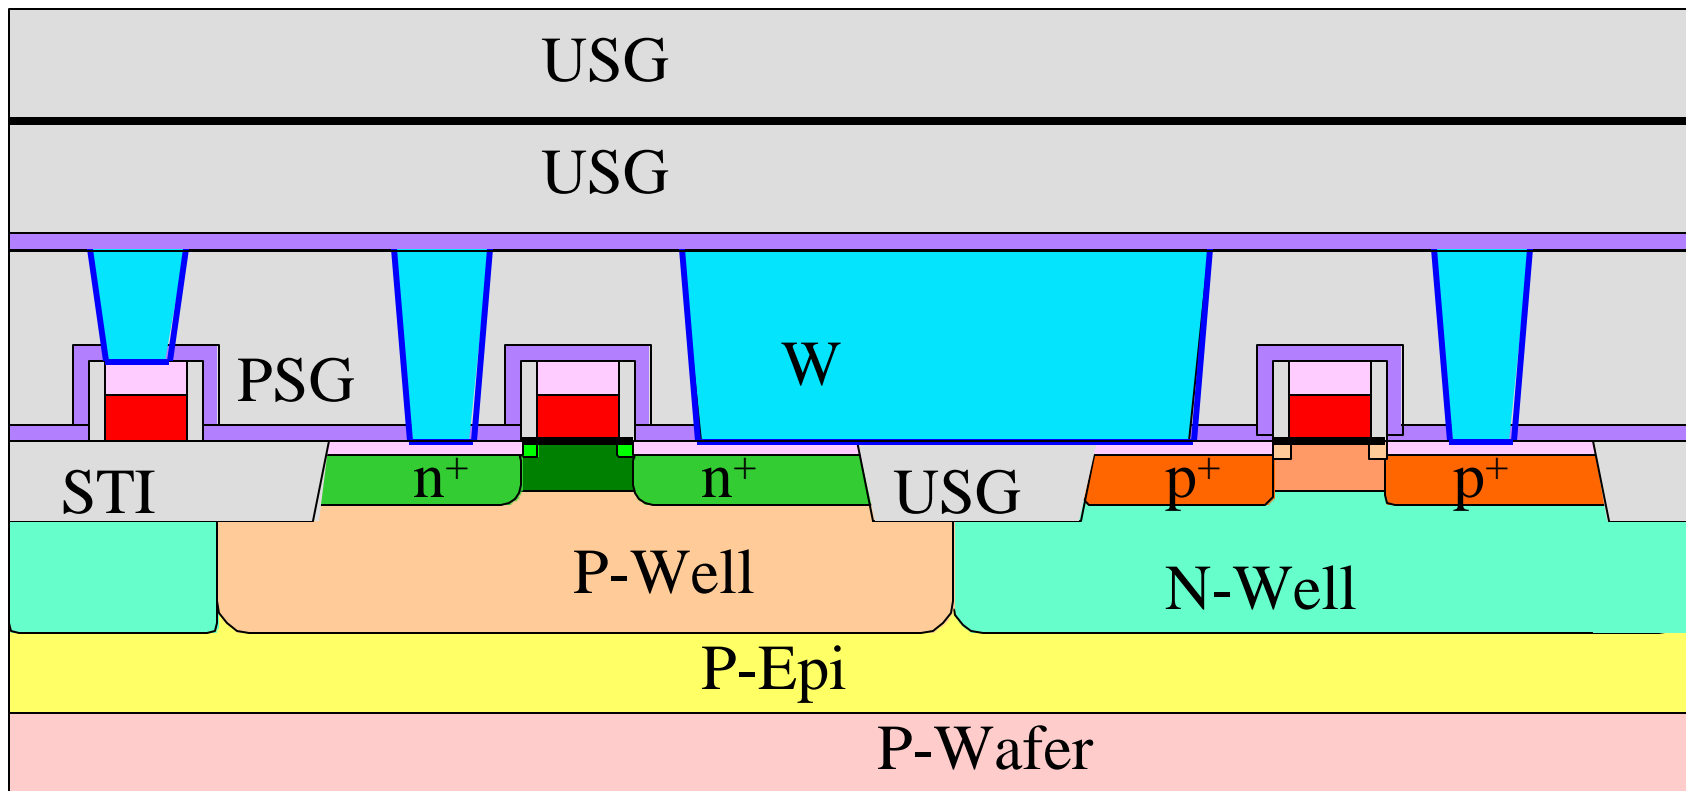 USG
USG
W
PSG
STI
n+
n+
USG
p+
p+
P-Well
N-Well
P-Epi
P-Wafer